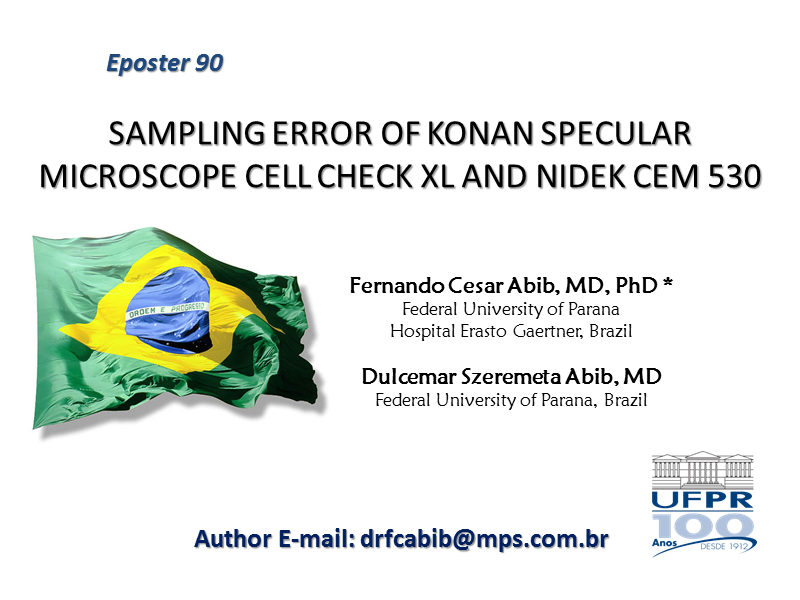 Eposter 90
SAMPLING ERROR OF KONAN SPECULAR
MICROSCOPE CELL CHECK XL AND NIDEK CEM 530
ORDEM E PROGRESSO
Fernando Cesar Abib, MD, PhD *
Federal University of Parana
Hospital Erasto Gaertner, Brazil
Dulcemar Szeremeta Abib, MD
Federal University of Parana, Brazil
UFPR
100
Anos
DESDE 1912
Author E-mail: drfcabib@mps.com.br